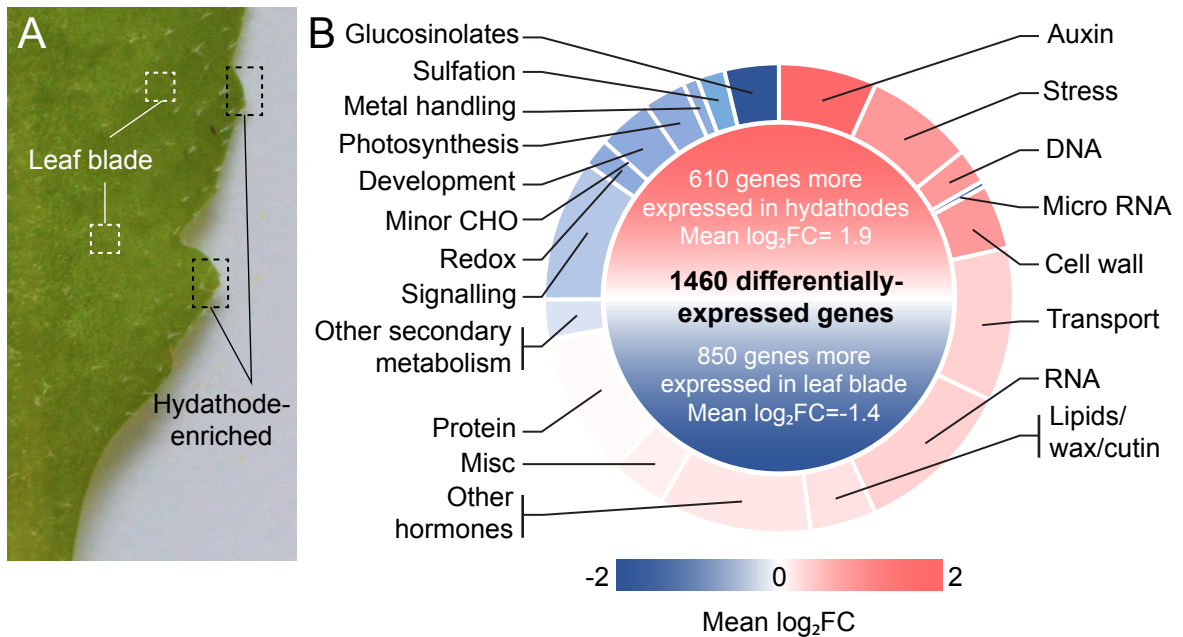 A
Leaf blade
Hydathode-
enriched
B
Glucosinolates
Sulfation
Metal handling
Photosynthesis
Development
Minor CHO
Redox
Signalling
Other secondary
metabolism
Protein
Misc
Other
hormones
Auxin
Stress
DNA
Micro RNA
Cell wall
Transport
RNA
Lipids/
wax/cutin
610 genes more
expressed in hydathodes
Mean log₂FC= 1.9
1460 differentially-
expressed genes
850 genes more
expressed in leaf blade
Mean log₂FC=-1.4
-2 0 2
Mean log₂FC